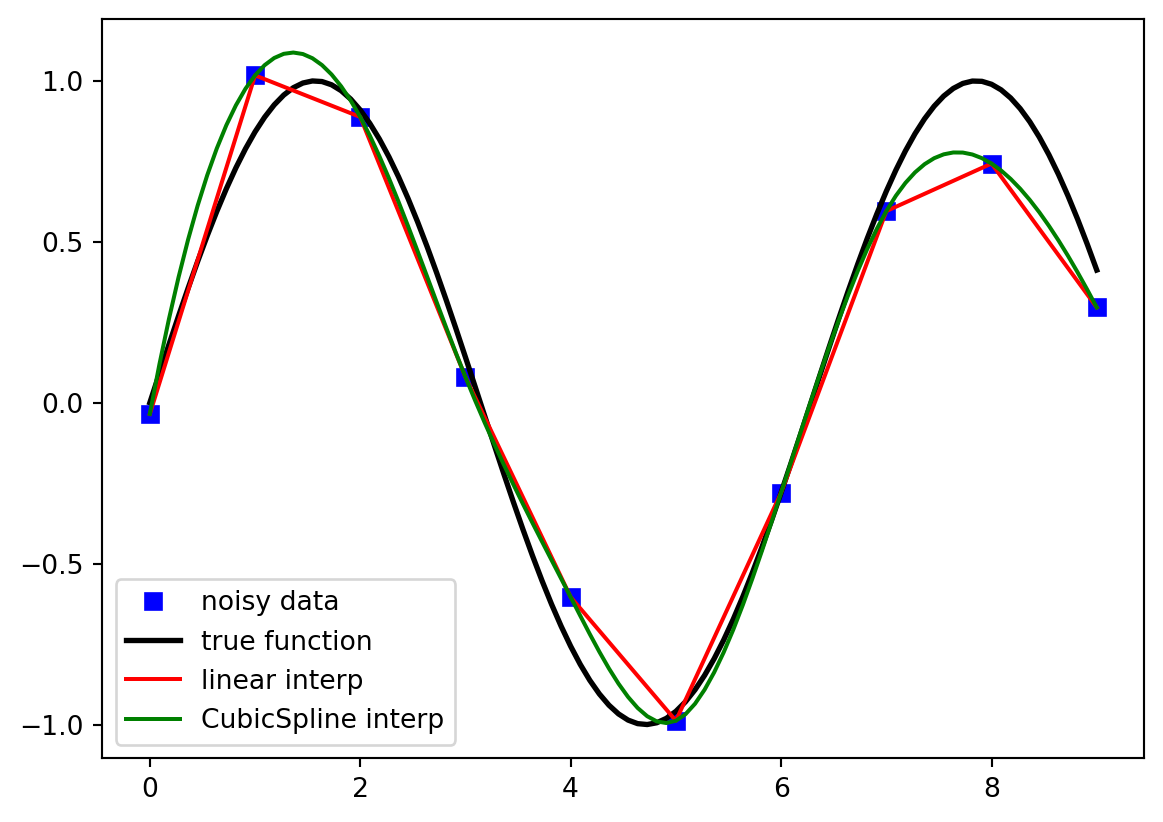 1.0
0.5
0.0
−0.5
−1.0
noisy data
true function
linear interp
CubicSpline interp
0 2 4 6 8